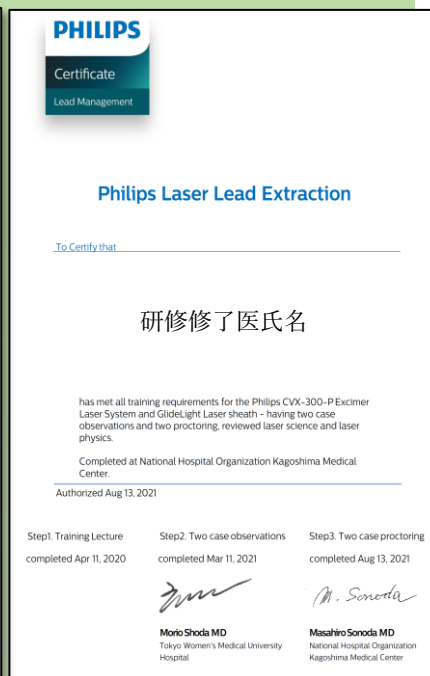 PHILIPS
Certificate
Lead Management
Philips Laser Lead Extraction
To Certify that
研修修了医氏名
has met all training requirements for the Philips CVX-300-P Excimer
Laser System and GlideLight Laser sheath - having two case
observations and two proctoring, reviewed laser science and laser
physics.
Completed at National Hospital Organization Kagoshima Medical
Center.
Authorized Aug 13, 2021
Step1. Training Lecture
completed Apr 11, 2020
Step2. Two case observations
completed Mar 11, 2021
Morio Shoda MD
Tokyo Women's Medical University
Hospital
Step3. Two case proctoring
completed Aug 13, 2021
M. Sonoda
Masahiro Sonoda MD
National Hospital Organization
Kagoshima Medical Center